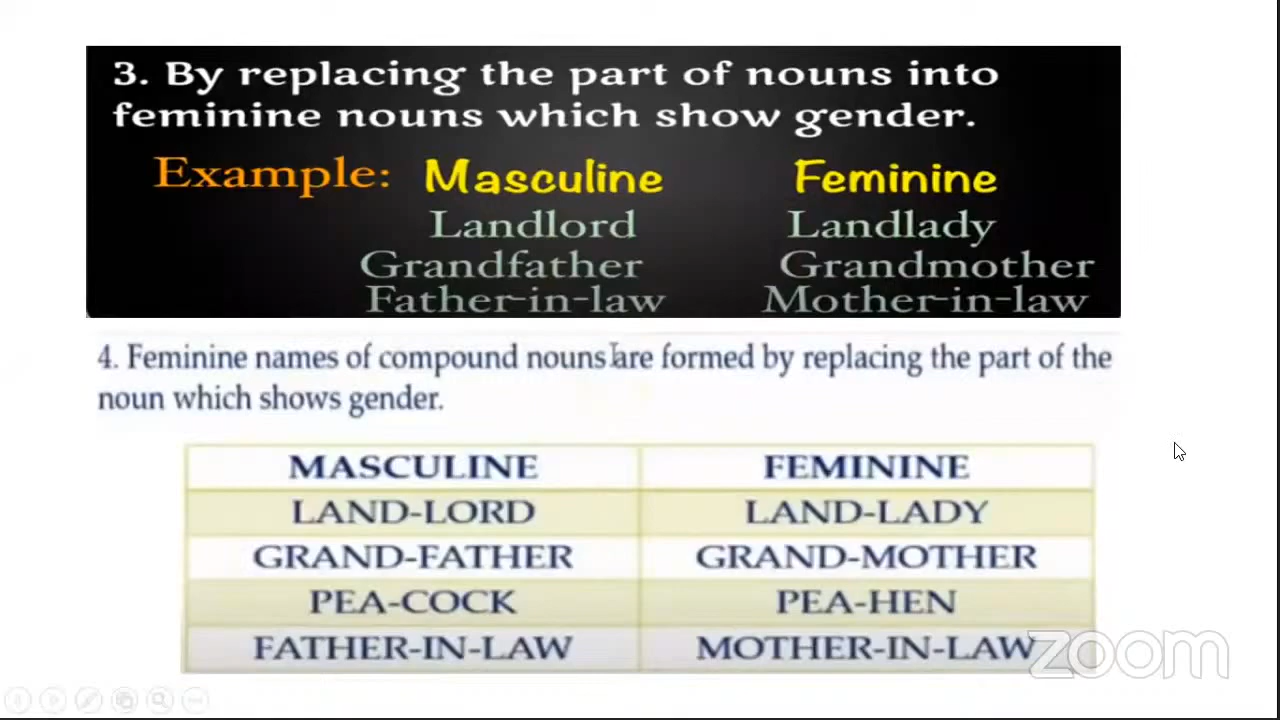 3. By replacing the part of nouns into
feminine nouns which show gender.
Example: Masculine Feminine
Landlord Landlady
Grandfather Grandmother
Father-in-law Mother-in-law
4. Feminine names of compound nouns are formed by replacing the part of the
noun which shows gender.
MASCULINE FEMININE
LAND-LORD LAND-LADY
GRAND-FATHER GRAND-MOTHER
PEA-COCK PEA-HEN
FATHER-IN-LAW MOTHER-IN-LAW
zoom